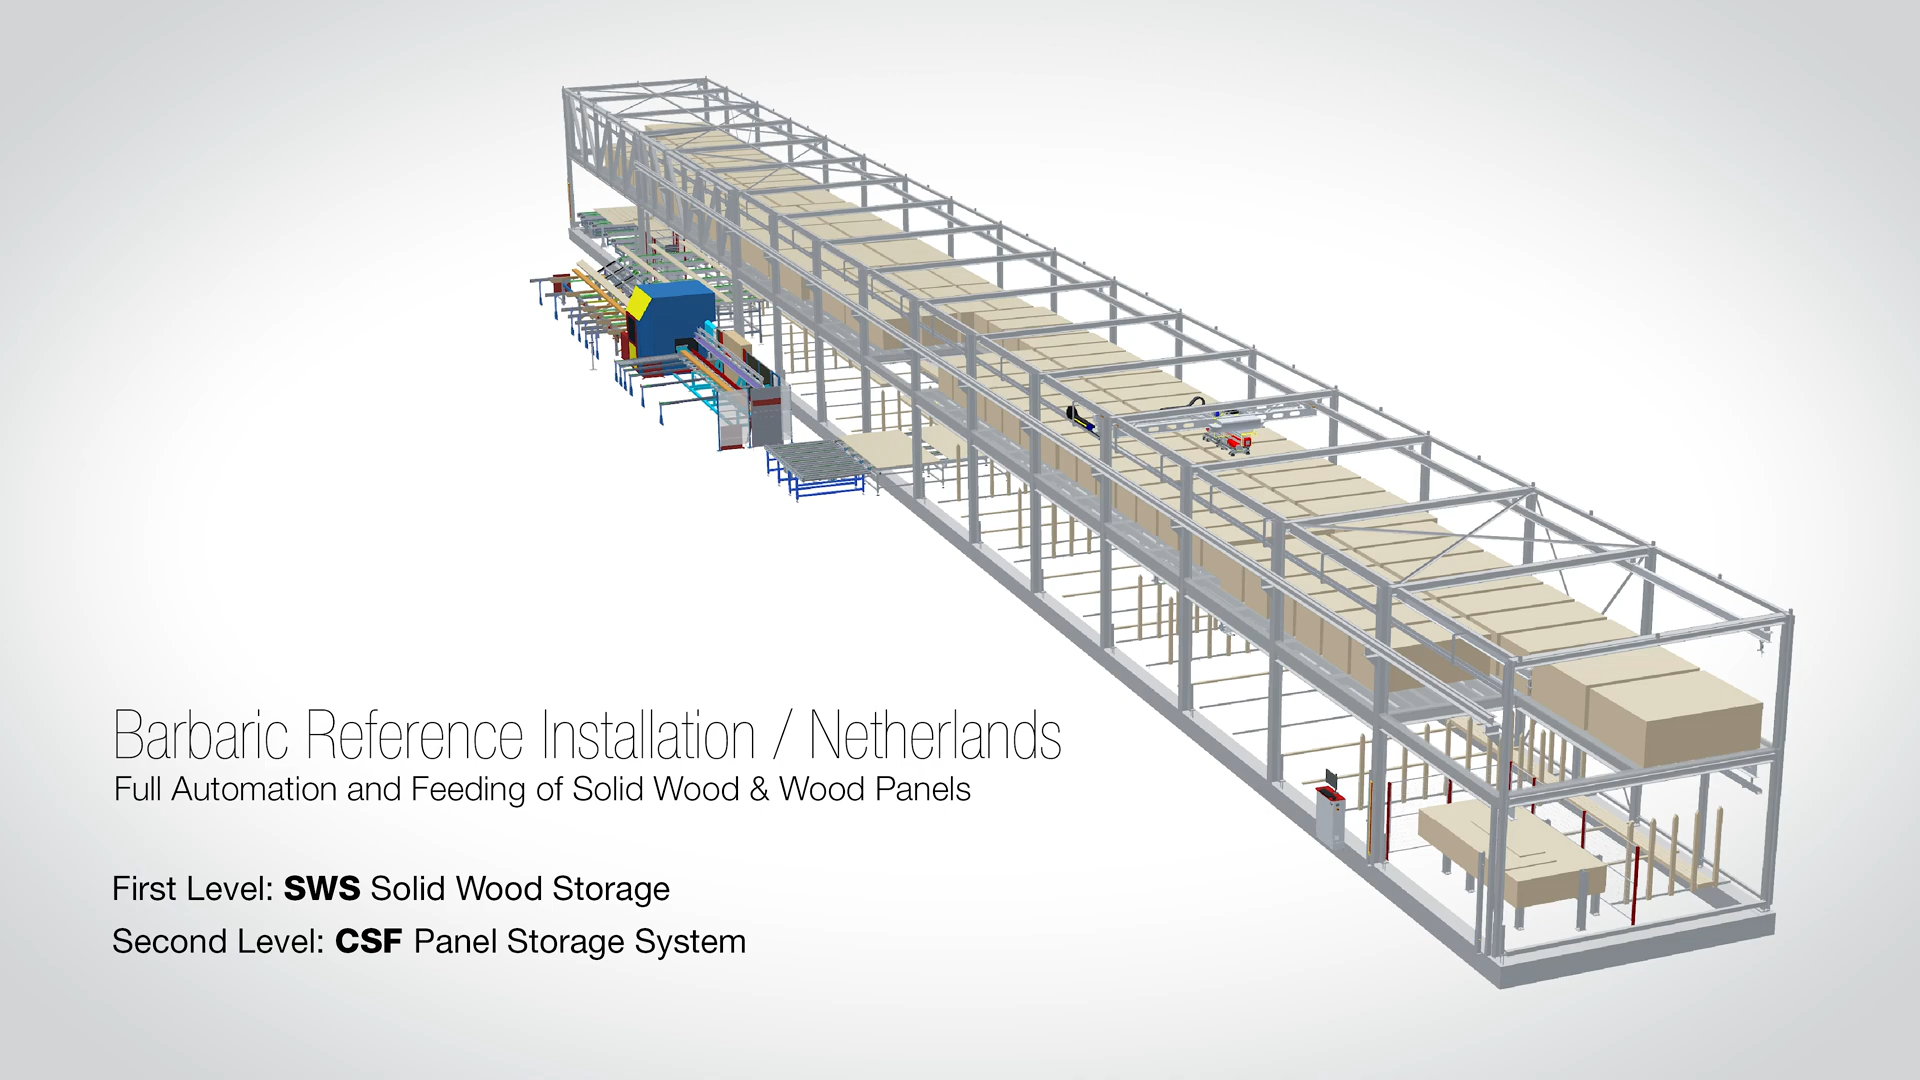 Barbaric Reference Installation / Netherlands
Full Automation and Feeding of Solid Wood & Wood Panels
First Level: SWS Solid Wood Storage
Second Level: CSF Panel Storage System